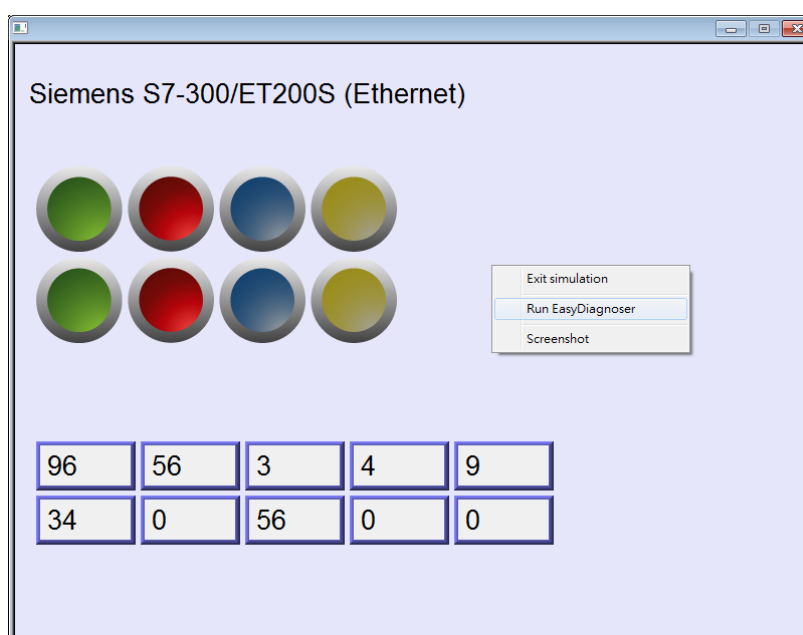 Siemens S7-300/ET200S (Ethernet)
Exit simulation
Run EasyDiagnoser
Screenshot
96 56 3 4 9
34 0 56 0 0